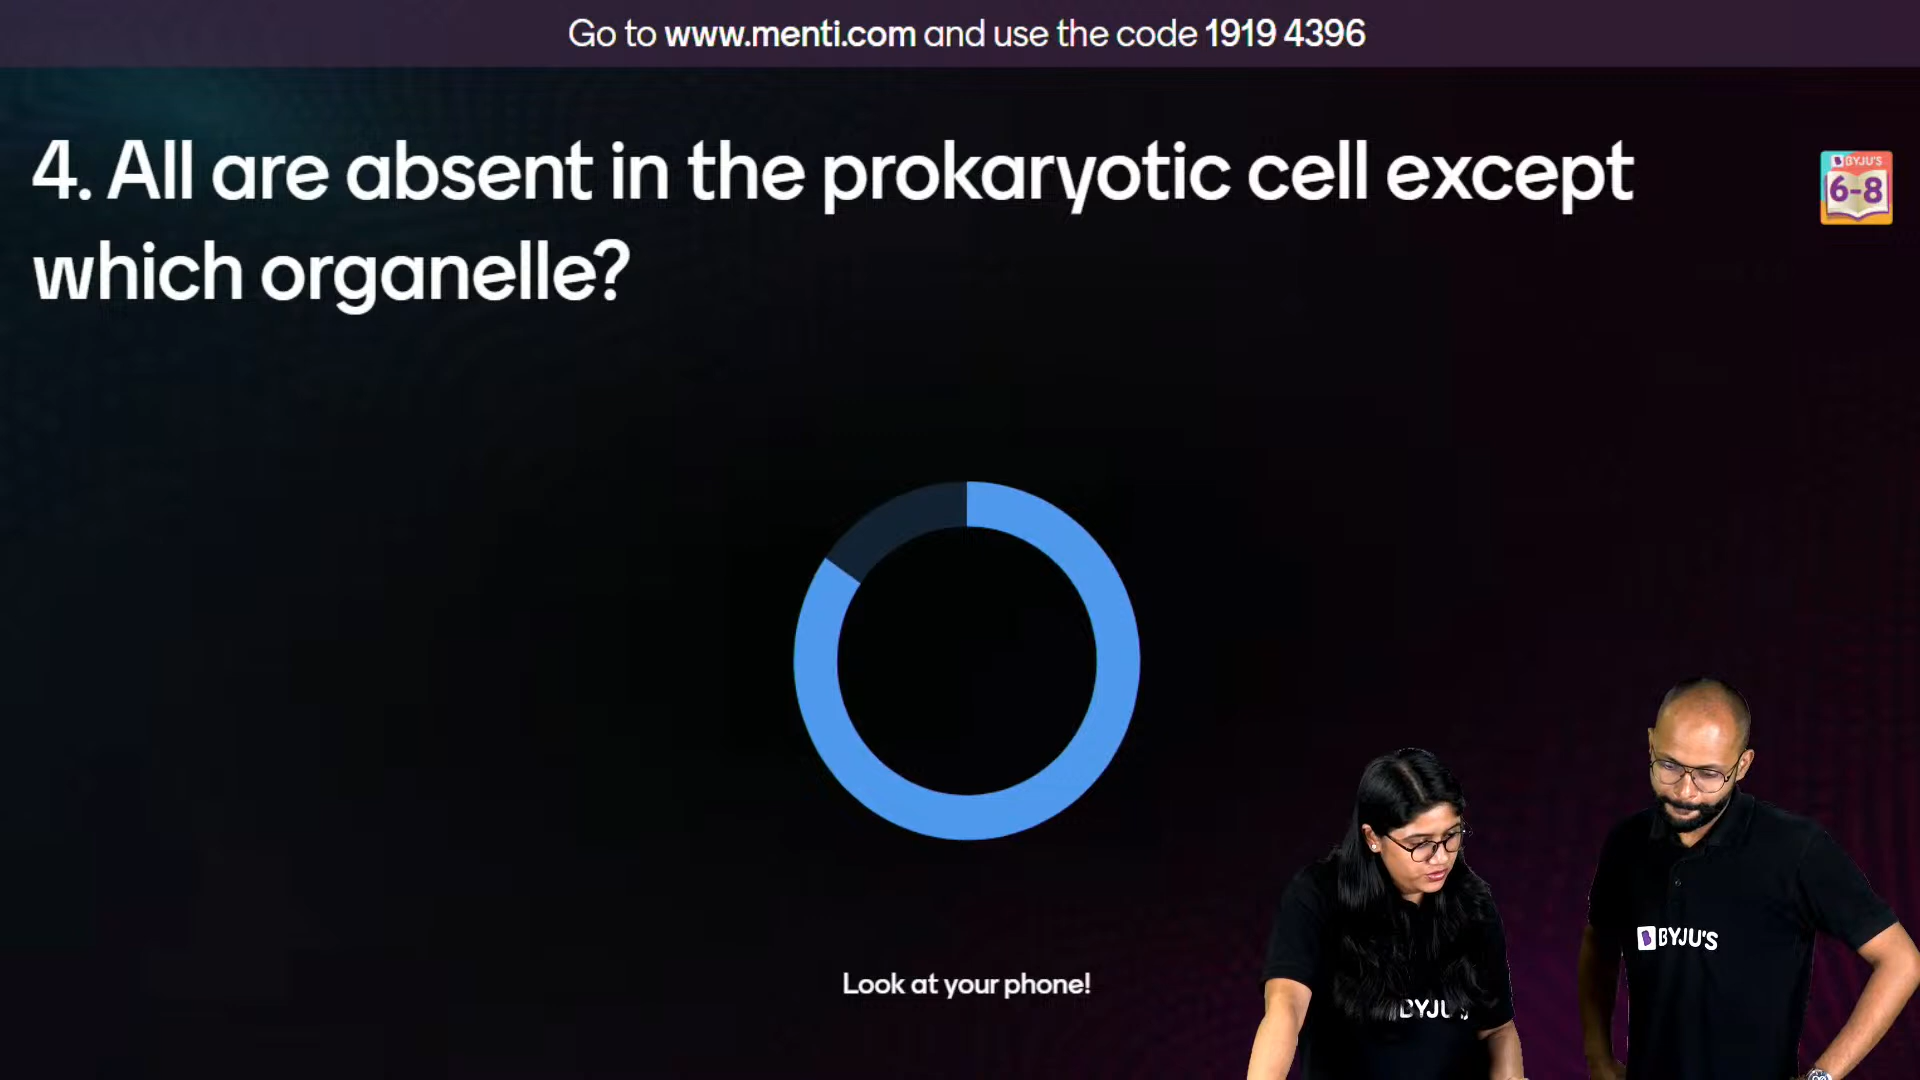 Go to www.menti.com and use the code 1919 4396
4. All are absent in the prokaryotic cell except
which organelle?
BYJU'S
6-8
Look at your phone!
BYJU'S
BYJU'S